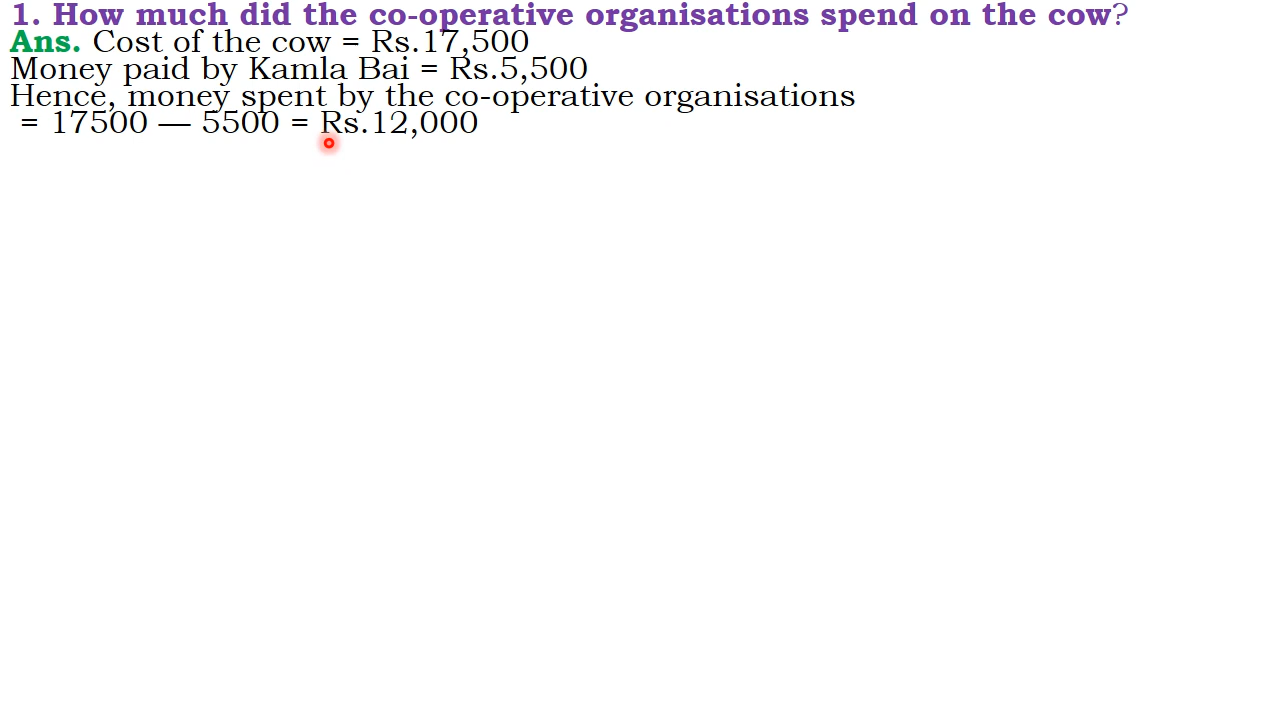 1. How much did the co-operative organisations spend on the cow?
Ans. Cost of the cow = Rs.17,500
Money paid by Kamla Bai = Rs.5,500
Hence, money spent by the co-operative organisations
= 17500 — 5500 = Rs.12,000